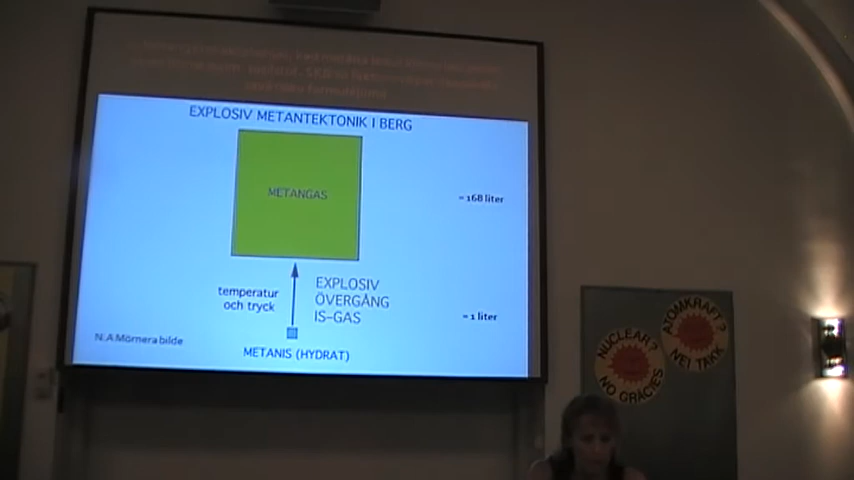 EXPLOSIV METANTEKTONIK I BERG
METANGAS
= 168 liter
temperatur
och tryck
EXPLOSIV
ÖVERGÅNG
IS-GAS
= 1 liter
N.A Mörnera bilde
METANIS (HYDRAT)
NUCLEAR?
NO GRÀCIES
ATOMKRAFT?
NEJ TAKK